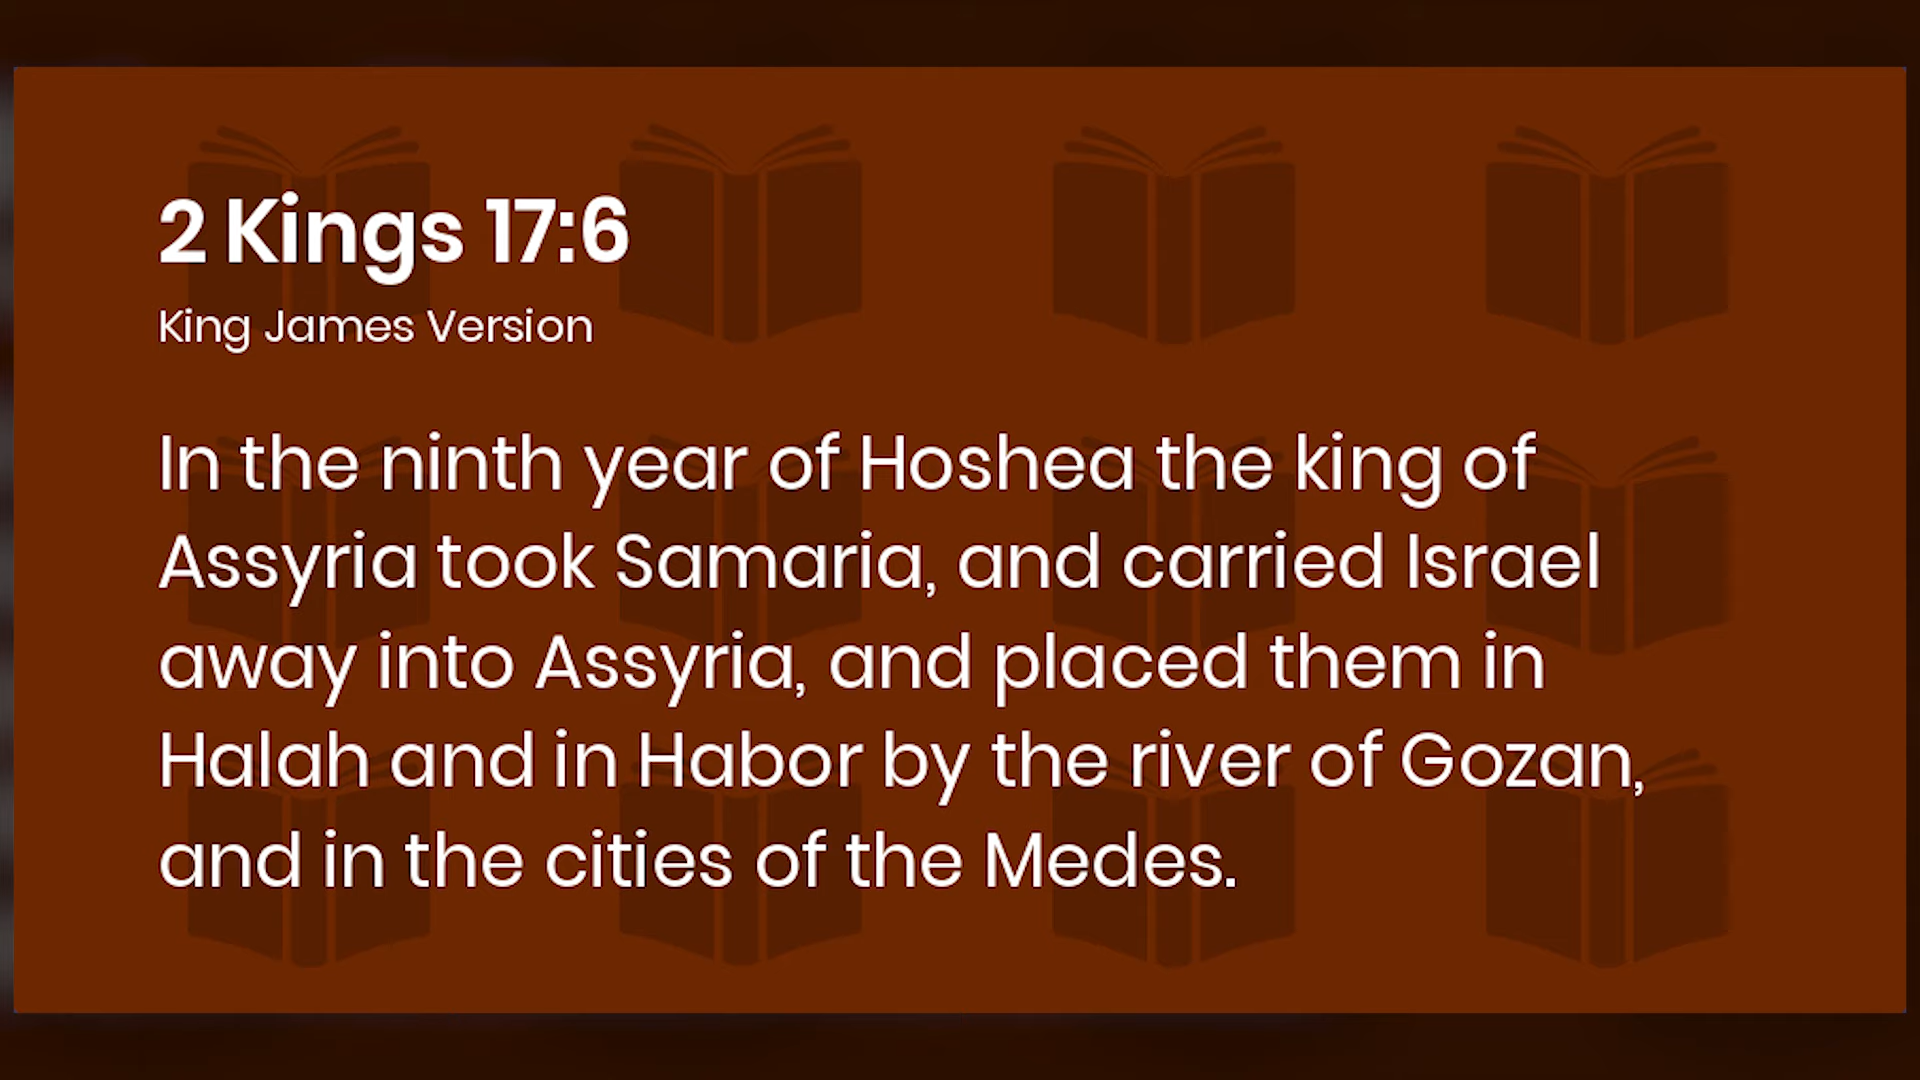 2 Kings 17:6
King James Version
In the ninth year of Hoshea the king of
Assyria took Samaria, and carried Israel
away into Assyria, and placed them in
Halah and in Habor by the river of Gozan,
and in the cities of the Medes.